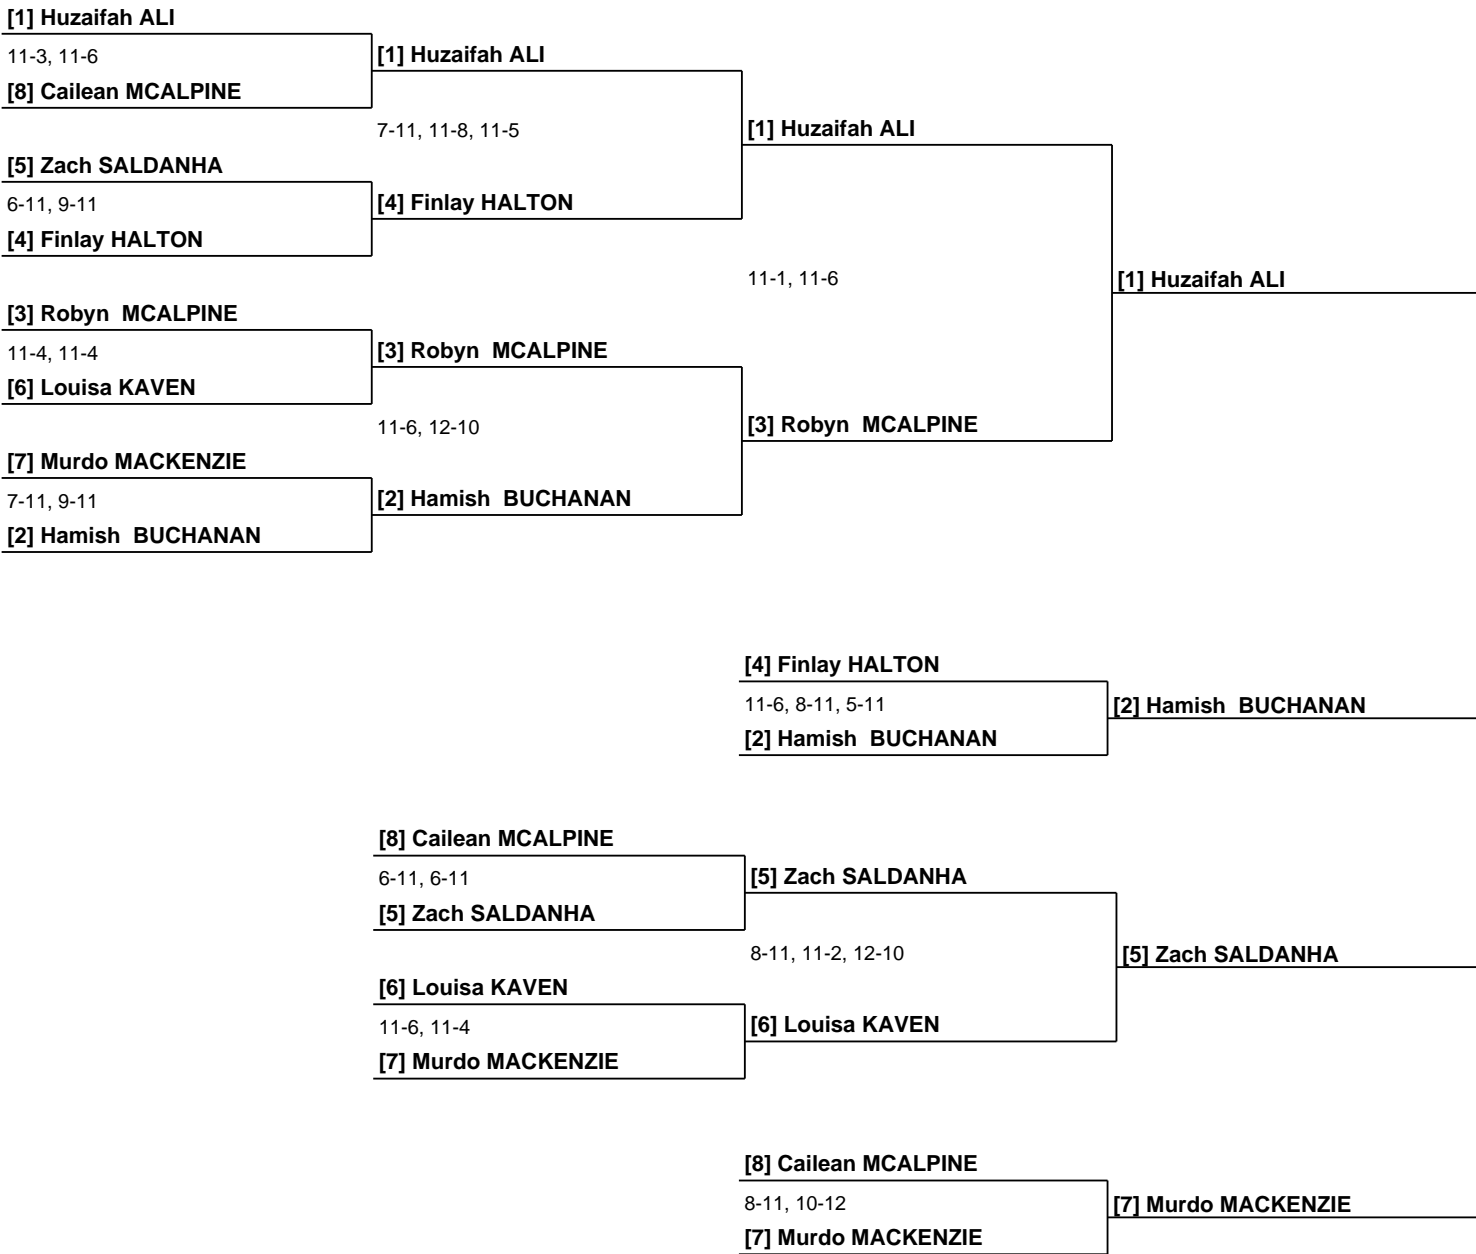 [1] Huzaifah ALI
11-3, 11-6
[1] Huzaifah ALI
[8] Cailean MCALPINE
7-11, 11-8, 11-5
[1] Huzaifah ALI
[5] Zach SALDANHA
6-11, 9-11
[4] Finlay HALTON
[4] Finlay HALTON
11-1, 11-6
[1] Huzaifah ALI
[3] Robyn  MCALPINE
11-4, 11-4
[3] Robyn  MCALPINE
[6] Louisa KAVEN
11-6, 12-10
[3] Robyn  MCALPINE
[7] Murdo MACKENZIE
7-11, 9-11
[2] Hamish  BUCHANAN
[2] Hamish  BUCHANAN
[4] Finlay HALTON
11-6, 8-11, 5-11
[2] Hamish  BUCHANAN
[2] Hamish  BUCHANAN
[8] Cailean MCALPINE
6-11, 6-11
[5] Zach SALDANHA
[5] Zach SALDANHA
8-11, 11-2, 12-10
[5] Zach SALDANHA
[6] Louisa KAVEN
11-6, 11-4
[6] Louisa KAVEN
[7] Murdo MACKENZIE
[8] Cailean MCALPINE
8-11, 10-12
[7] Murdo MACKENZIE
[7] Murdo MACKENZIE